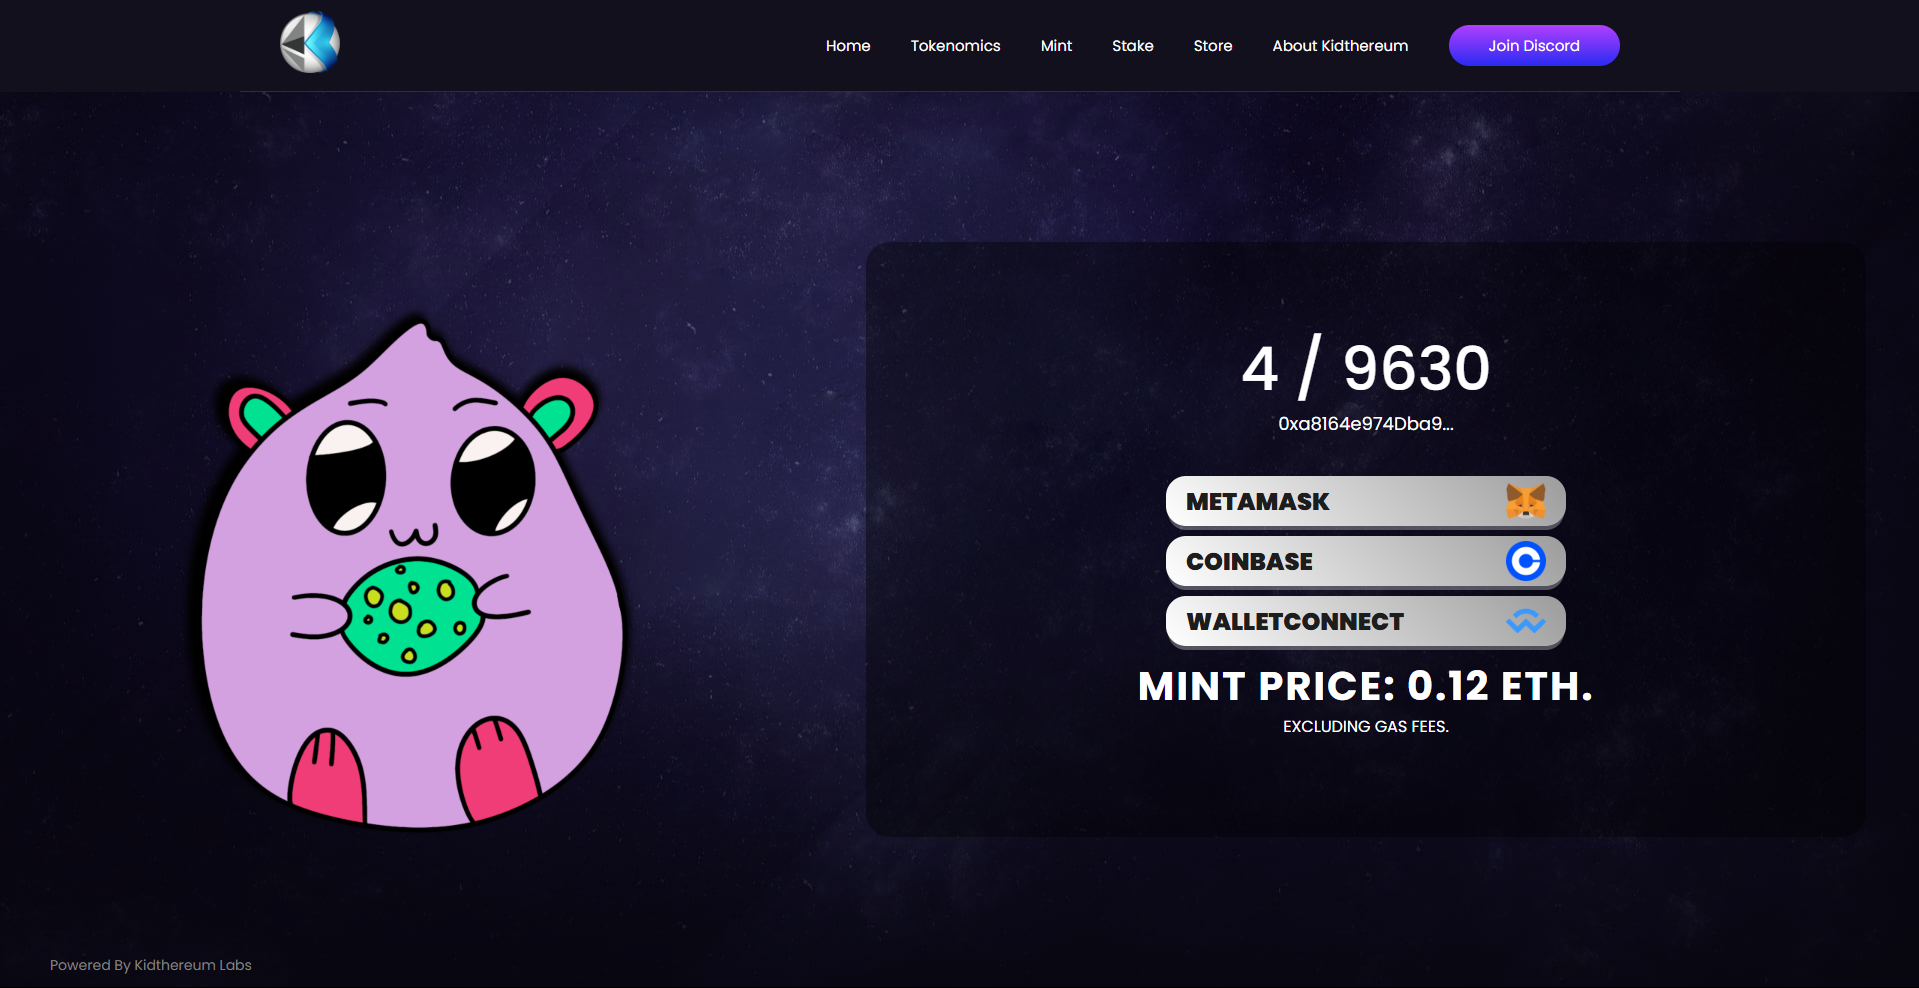 Home Tokenomics Mint Stake Store About Kidthereum Join Discord
4 / 9630
0xa8164e974Dba9...
METAMASK
COINBASE
WALLETCONNECT
MINT PRICE: 0.12 ETH.
EXCLUDING GAS FEES.
Powered By Kidthereum Labs